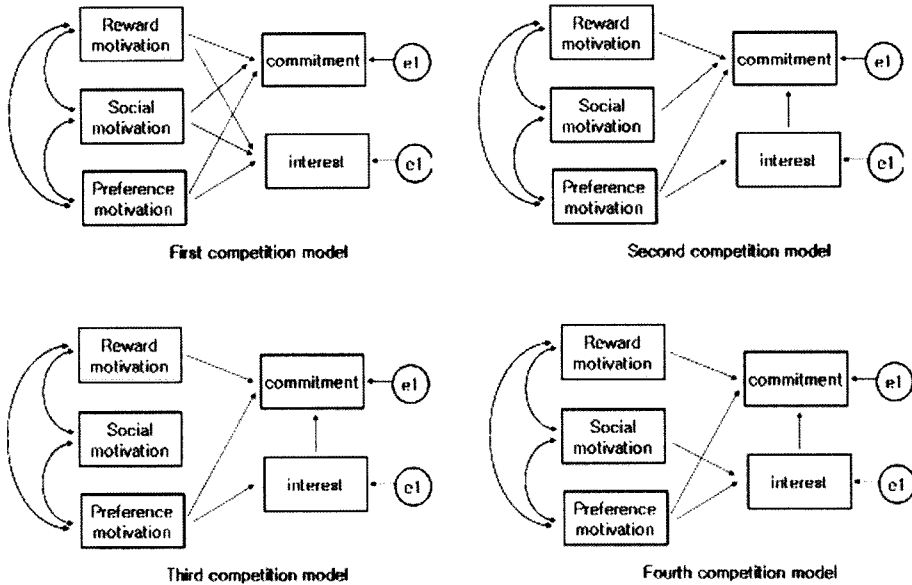 Reward
motivation
commitment
e1
Social
motivation
interest
e1
Preference
motivation
First competition model
Reward
motivation
commitment
e1
Social
motivation
interest
e1
Preference
motivation
Second competition model
Reward
motivation
commitment
e1
Social
motivation
interest
e1
Preference
motivation
Third competition model
Reward
motivation
commitment
e1
Social
motivation
interest
e1
Preference
motivation
Fourth competition model